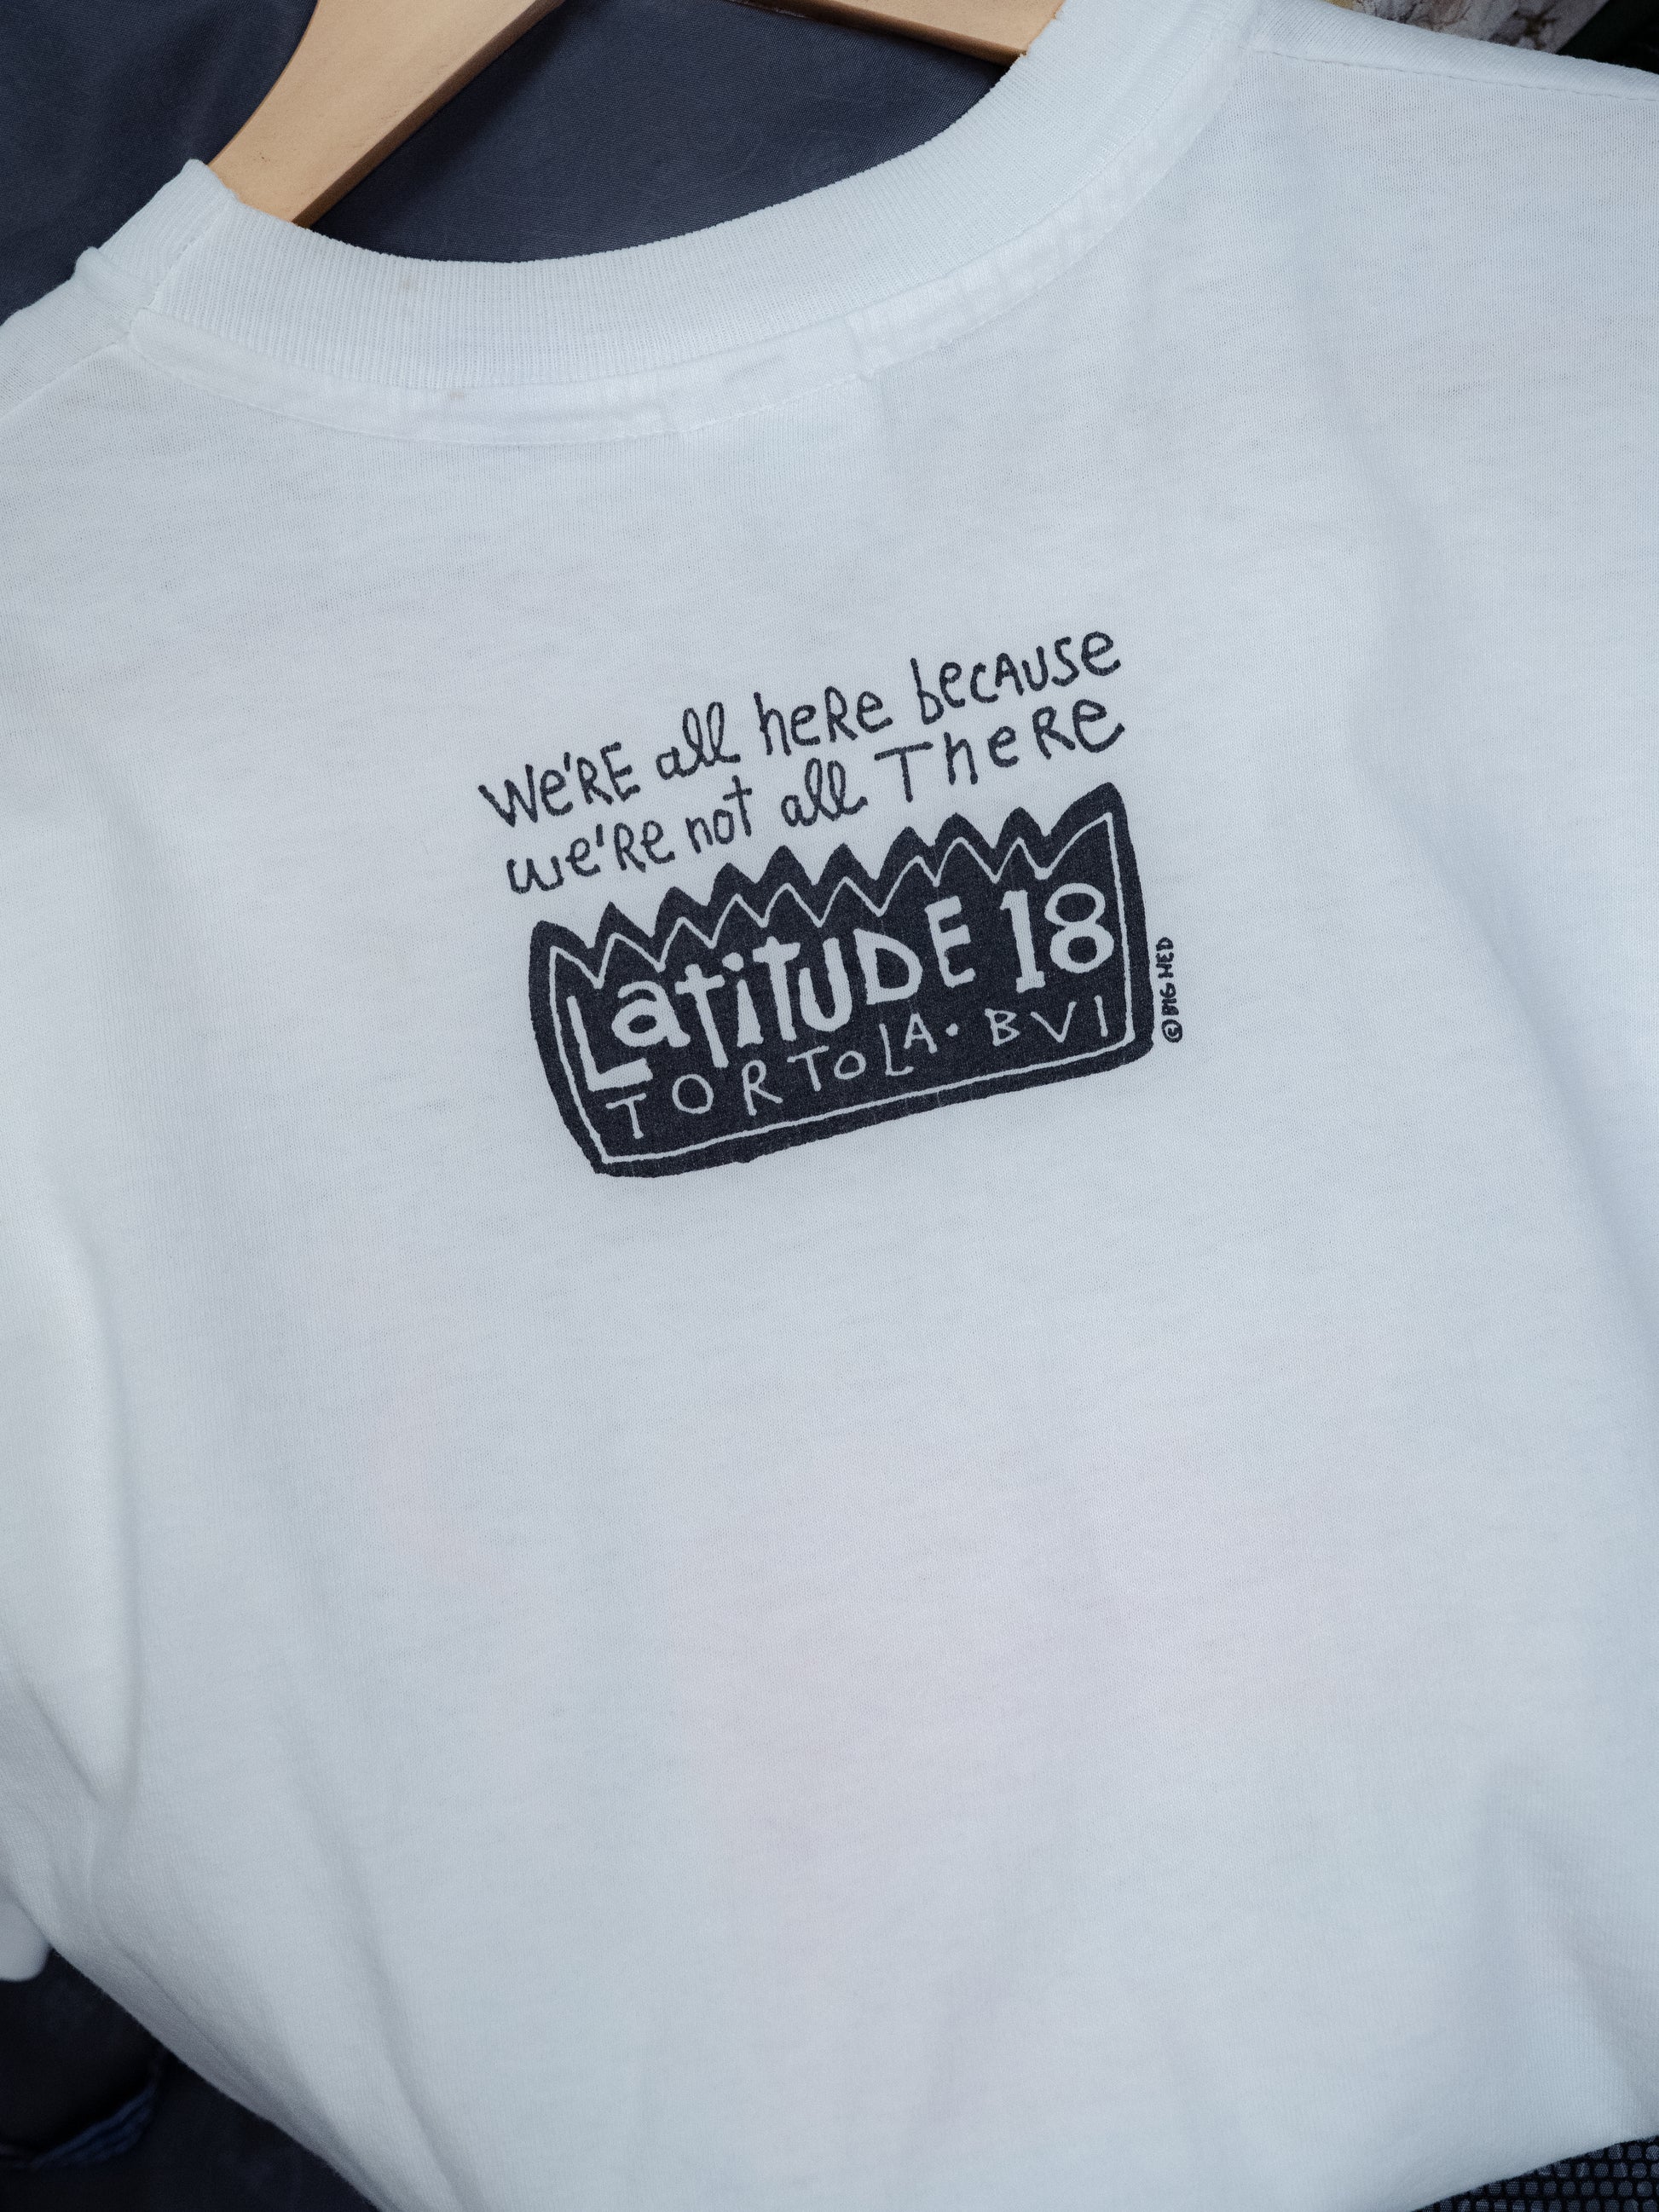 We'RE all heRe becAUSe
we'Re not all TheRe
LatituDE 18
TORToLA • BVI
© BIG HED